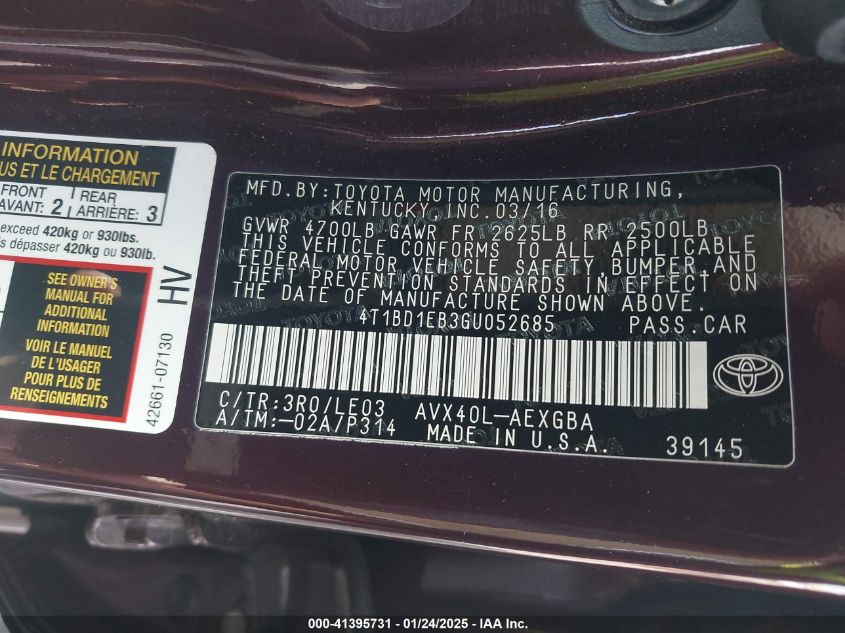 INFORMATION
US ET LE CHARGEMENT
FRONT
AVANT: 2
REAR
ARRIÈRE: 3
exceed 420kg or 930lbs.
is dépasser 420kg ou 930lb.
SEE OWNER'S
MANUAL FOR
ADDITIONAL
INFORMATION
VOIR LE MANUEL
DE L'USAGER
POUR PLUS DE
RENSEIGNEMENTS
HV
42661-07130
MFD. BY: TOYOTA MOTOR MANUFACTURING,
KENTUCKY, INC. 03/16
GVWR 4700LB GAWR FR 2625LB RR 2500LB
THIS VEHICLE CONFORMS TO ALL APPLICABLE
FEDERAL MOTOR VEHICLE SAFETY, BUMPER, AND
THEFT PREVENTION STANDARDS IN EFFECT ON
THE DATE OF MANUFACTURE SHOWN ABOVE.
4T1BD1EB3GU052685 PASS. CAR
C/TR: 3R0/LE03 AVX40L-AEXGBA
A/TM: -02A/P314 MADE IN U.S.A. 39145
000-41395731 - 01/24/2025 - IAA Inc.